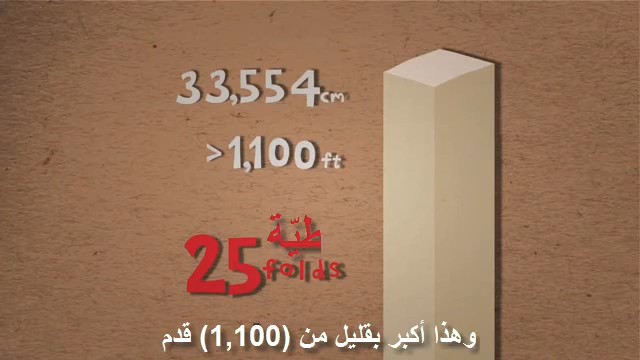 33,554cm
>1,100ft
طيّة
25folds
وهذا أكبر بقليل من (1,100) قدم